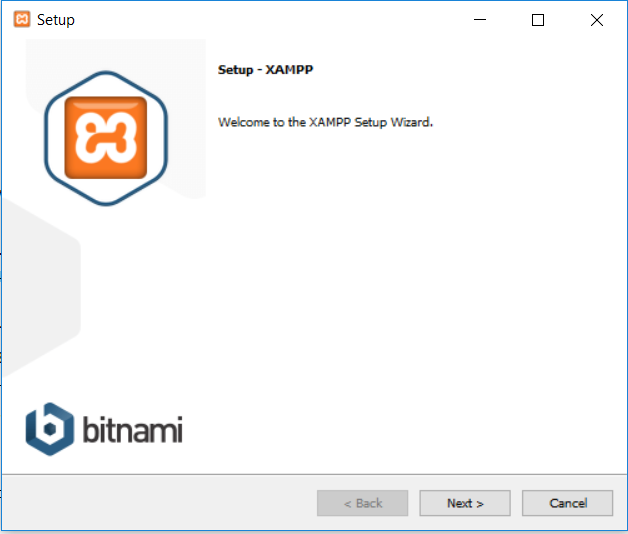 Setup
Setup - XAMPP
Welcome to the XAMPP Setup Wizard.
bitnami
< Back
Next >
Cancel